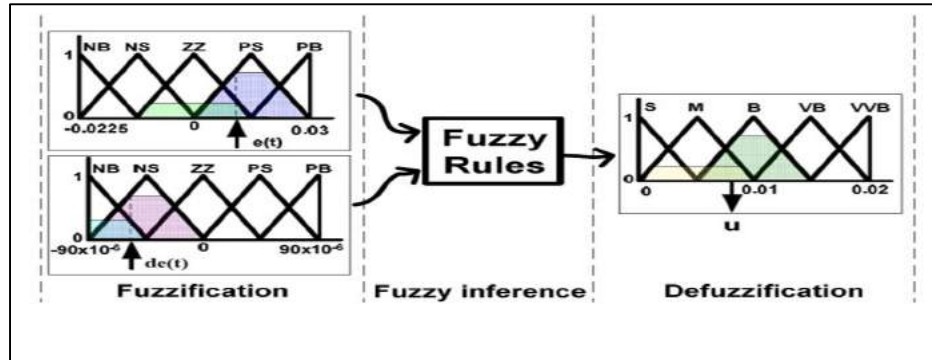 NB NS ZZ PS PB
1
0
-0.0225 0 0.03
e(t)
NB NS ZZ PS PB
1
0
-90x10-6 0 90x10-6
de(t)
Fuzzification
Fuzzy
Rules
Fuzzy inference
S M B VB VVB
1
0
0 0.01 0.02
u
Defuzzification